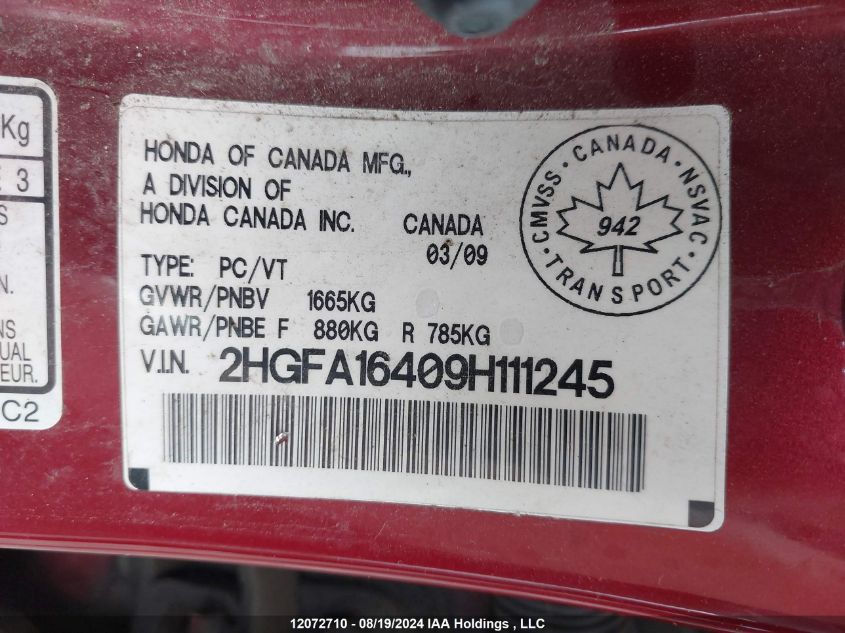 Kg
E 3
S
N.
NS
UAL
EUR.
C2
HONDA OF CANADA MFG.,
A DIVISION OF
HONDA CANADA INC. CANADA
03/09
TYPE: PC/VT
GVWR/PNBV 1665KG
GAWR/PNBE F 880KG R 785KG
V.I.N. 2HGFA16409H111245
CMVSS · CANADA · NSVAC
942
· TRANSPORT ·
12072710 - 08/19/2024 IAA Holdings, LLC